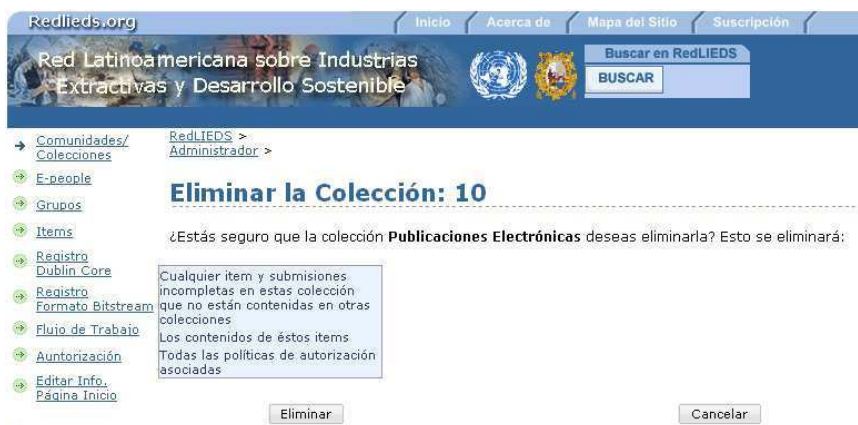 Redlieds.org
Inicio
Acerca de
Mapa del Sitio
Suscripción
Red Latinoamericana sobre Industrias
Extractivas y Desarrollo Sostenible
Buscar en RedLIEDS
BUSCAR
Comunidades/
Colecciones
E-people
Grupos
Items
Registro
Dublin Core
Registro
Formato Bitstream
Flujo de Trabajo
Auntorización
Editar Info.
Página Inicio
RedLIEDS >
Administrador >
Eliminar la Colección: 10
¿Estás seguro que la colección Publicaciones Electrónicas deseas eliminarla? Esto se eliminará:
Cualquier item y submisiones
incompletas en estas colección
que no están contenidas en otras
colecciones
Los contenidos de éstos items
Todas las políticas de autorización
asociadas
Eliminar
Cancelar